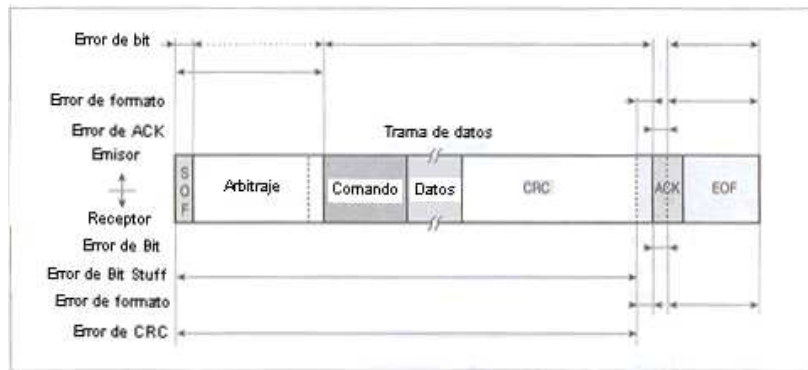 Error de bit
Error de formato
Error de ACK
Trama de datos
Emisor
SOF
Arbitraje
Comando
Datos
CRC
ACK
EOF
Receptor
Error de Bit
Error de Bit Stuff
Error de formato
Error de CRC